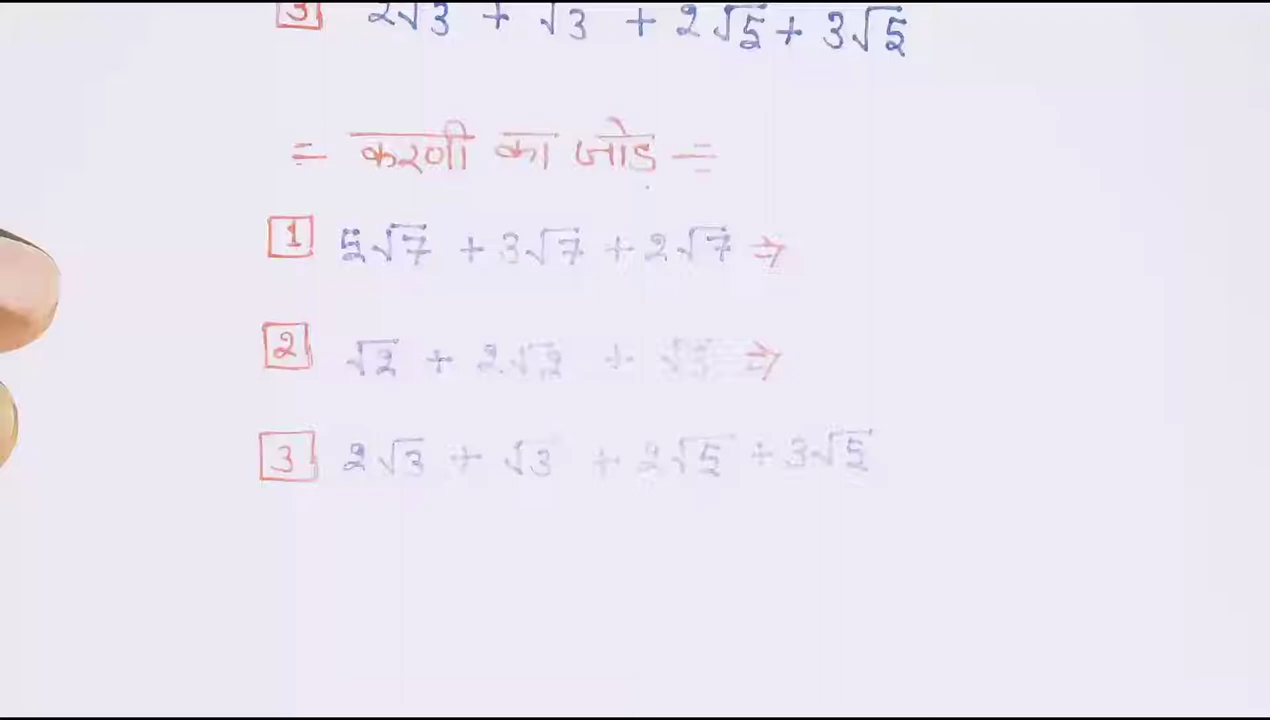 3 2√3 + √3 + 2√5 + 3√5
= करणी का जोड =
1 5√7 + 3√7 + 2√7 ⇒
2 √2 + 2√2 + √3 ⇒
3 2√3 + √3 + 2√5 + 3√5